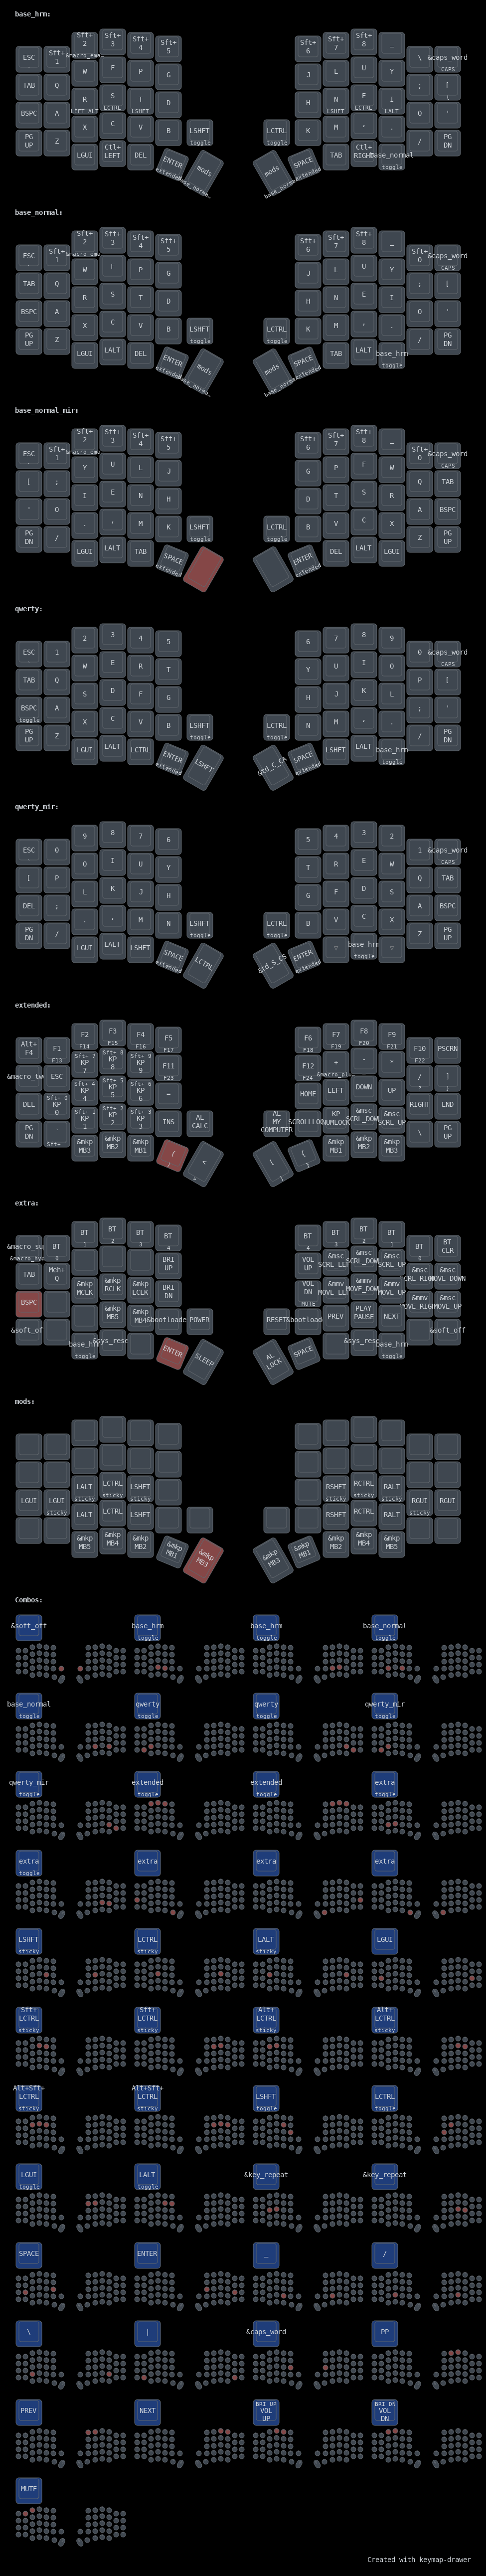 base_hrm:
Sft+ 2 Sft+ 3 Sft+ 4 Sft+ 5 Sft+ 6 Sft+ 7 Sft+ 8 _
ESC Sft+ 1 W F P G J L U Y \ &caps_word CAPS
TAB Q R LEFT ALT S LCTRL T LSHFT D H N LSHFT E LCTRL I LALT ; [ {
BSPC A X C V B LSHFT toggle LCTRL toggle K M , . O '
PG UP Z LGUI Ctl+ LEFT DEL ENTER extended mods base_normal mods base_normal SPACE extended TAB Ctl+ RIGHT base_normal toggle / PG DN
base_normal:
Sft+ 2 Sft+ 3 Sft+ 4 Sft+ 5 Sft+ 6 Sft+ 7 Sft+ 8 _
ESC Sft+ 1 W F P G J L U Y Sft+ 0 &caps_word CAPS
TAB Q R S T D H N E I ; [
BSPC A X C V B LSHFT toggle LCTRL toggle K M , . O '
PG UP Z LGUI LALT DEL ENTER extended mods base_normal mods base_normal SPACE extended TAB LALT base_hrm toggle / PG DN
base_normal_mir:
Sft+ 2 Sft+ 3 Sft+ 4 Sft+ 5 Sft+ 6 Sft+ 7 Sft+ 8 _
ESC Sft+ 1 Y U L J G P F W Sft+ 0 &caps_word CAPS
[ ; I E N H D T S R Q TAB
' O . , M K LSHFT toggle LCTRL toggle B V C X A BSPC
PG DN / LGUI LALT TAB SPACE extended ENTER extended DEL LALT LGUI Z PG UP
qwerty:
ESC 1 2 3 4 5 6 7 8 9 0 &caps_word CAPS
TAB Q W E R T Y U I O P [
BSPC toggle A S D F G H J K L ; '
PG UP Z X C V B LSHFT toggle LCTRL toggle N M , . / PG DN
LGUI LALT LCTRL ENTER extended LSHFT &td_C_CA SPACE extended LSHFT LALT base_hrm toggle
qwerty_mir:
ESC 0 9 8 7 6 5 4 3 2 1 &caps_word CAPS
[ P O I U Y T R E W Q TAB
DEL ; L K J H G F D S A BSPC
PG DN / . , M N LSHFT toggle LCTRL toggle B V C X Z PG UP
LGUI LALT LSHFT SPACE extended LCTRL &td_S_CS ENTER extended base_hrm toggle
extended:
Alt+ F4 F1 F13 F2 F14 F3 F15 F4 F16 F5 F17 F6 F18 F7 F19 F8 F20 F9 F21 F10 F22 PSCRN
ESC Sft+ 7 KP 7 Sft+ 8 KP 8 Sft+ 9 KP 9 F11 F23 F12 F24 + - * / ? ] }
DEL Sft+ 0 KP 0 Sft+ 4 KP 4 Sft+ 5 KP 5 Sft+ 6 KP 6 = HOME LEFT DOWN UP RIGHT END
PG DN Sft+ Sft+ 1 KP 1 Sft+ 2 KP 2 Sft+ 3 KP 3 INS AL CALC AL MY COMPUTER SCROLLLOCK KP NUMLOCK &msc SCRL_DOWN &msc SCRL_UP \ PG UP
&mkp MB3 &mkp MB2 &mkp MB1 ( ) < > [ ] { } &mkp MB1 &mkp MB2 &mkp MB3
extra:
BT 0 BT 1 BT 2 BT 3 BT 4 BT 4 BT 3 BT 2 BT 1 BT 0 BT CLR
TAB Meh+ Q &mkp MCLK &mkp RCLK &mkp LCLK BRI UP VOL UP &msc SCRL_UP &msc MOVE_DOWN
BSPC BRI DN VOL DN MUTE &mmv MOVE_DOWN &mmv MOVE_UP &mmv MOVE_RIGHT &msc MOVE_UP
base_hrm toggle &mkp MB5 &mkp MB4 &bootloader POWER RESET PREV PLAY PAUSE NEXT &soft_off
ENTER SLEEP AL LOCK SPACE base_hrm toggle
mods:
LGUI LGUI sticky LALT sticky LCTRL sticky LSHFT sticky RSHFT sticky RCTRL sticky RALT sticky RGUI sticky RGUI
LALT LCTRL LSHFT RSHFT RCTRL RALT
&mkp MB5 &mkp MB4 &mkp MB2 &mkp MB1 &mkp MB3 &mkp MB3 &mkp MB1 &mkp MB2 &mkp MB4 &mkp MB5
Combos:
&soft_off base_hrm toggle base_hrm toggle base_normal toggle
base_normal toggle qwerty toggle qwerty toggle qwerty_mir toggle
qwerty_mir toggle extended toggle extended toggle extra toggle
extra toggle extra extra extra
LSHFT sticky LCTRL sticky LALT sticky LGUI
Sft+ LCTRL sticky Sft+ LCTRL sticky Alt+ LCTRL sticky Alt+ LCTRL sticky
Alt+Sft+ LCTRL sticky Alt+Sft+ LCTRL sticky LSHFT toggle LCTRL toggle
LGUI toggle LALT toggle &key_repeat &key_repeat
SPACE ENTER _ /
\ | &caps_word PP
PREV NEXT BRI UP VOL UP BRI DN VOL DN
MUTE
Created with keymap-drawer